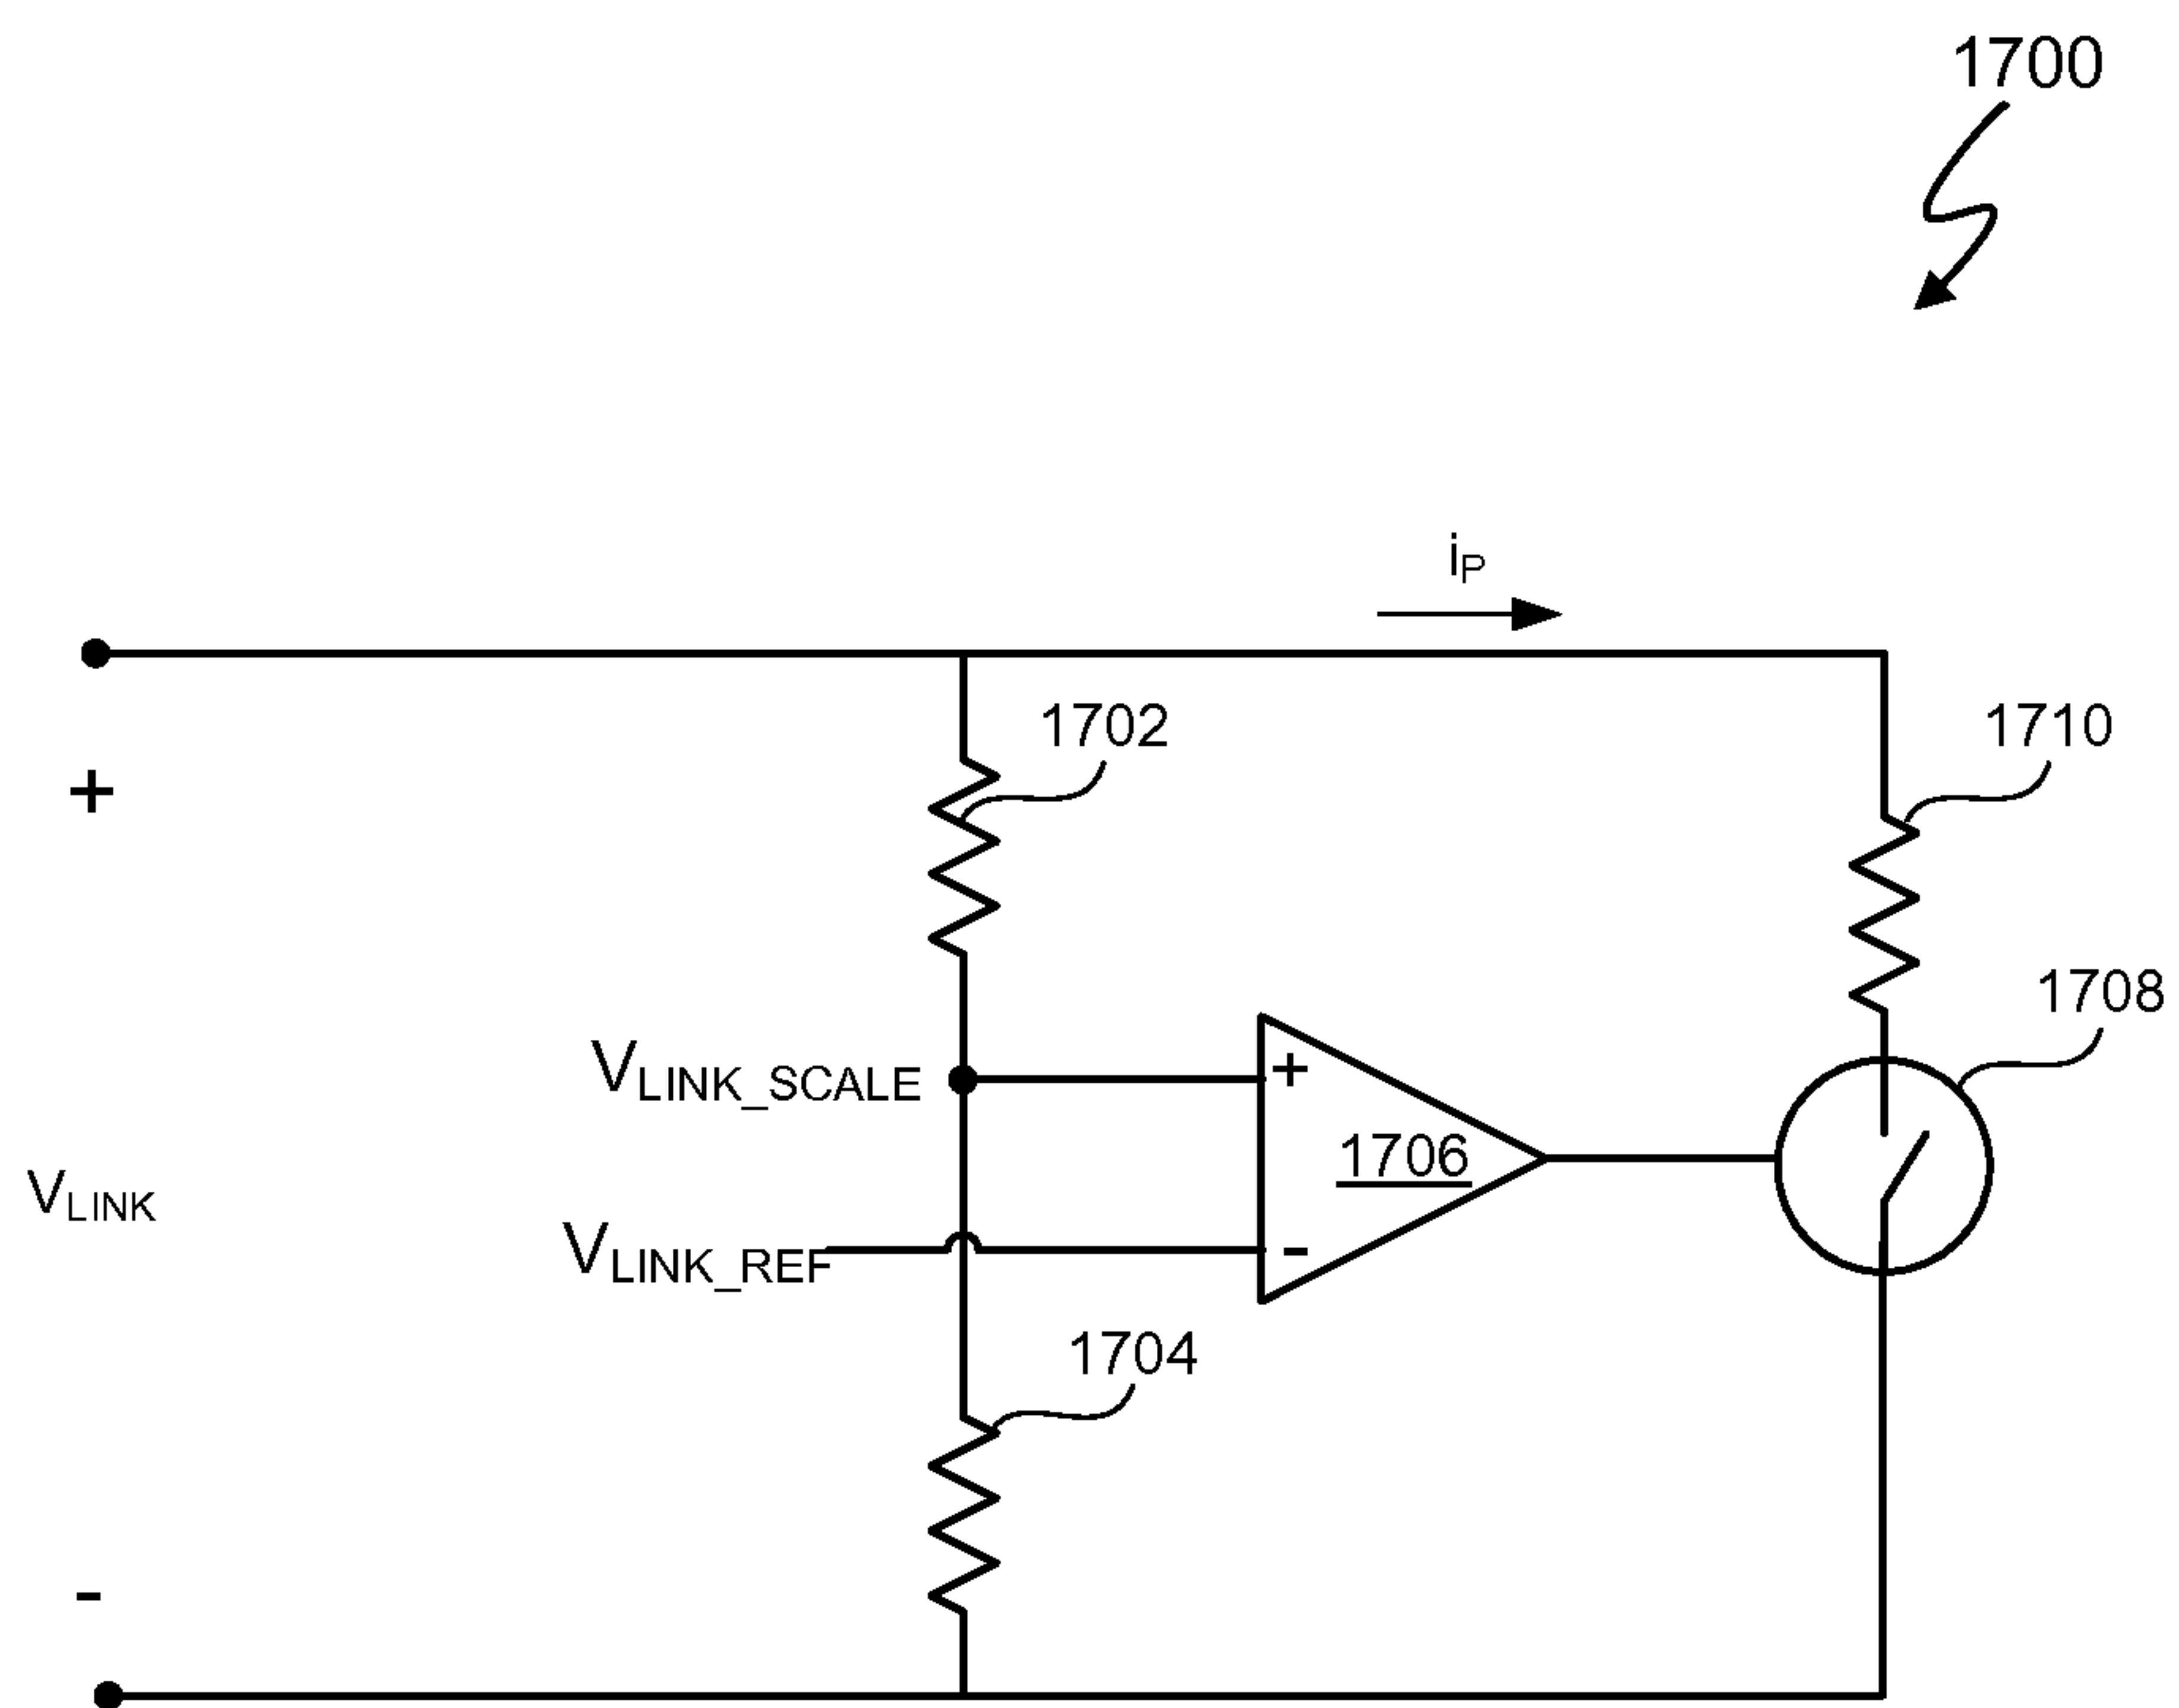 1700
iP
1702
1710
+
1708
VLINK_SCALE
+
1706
VLINK
VLINK_REF
-
1704
-